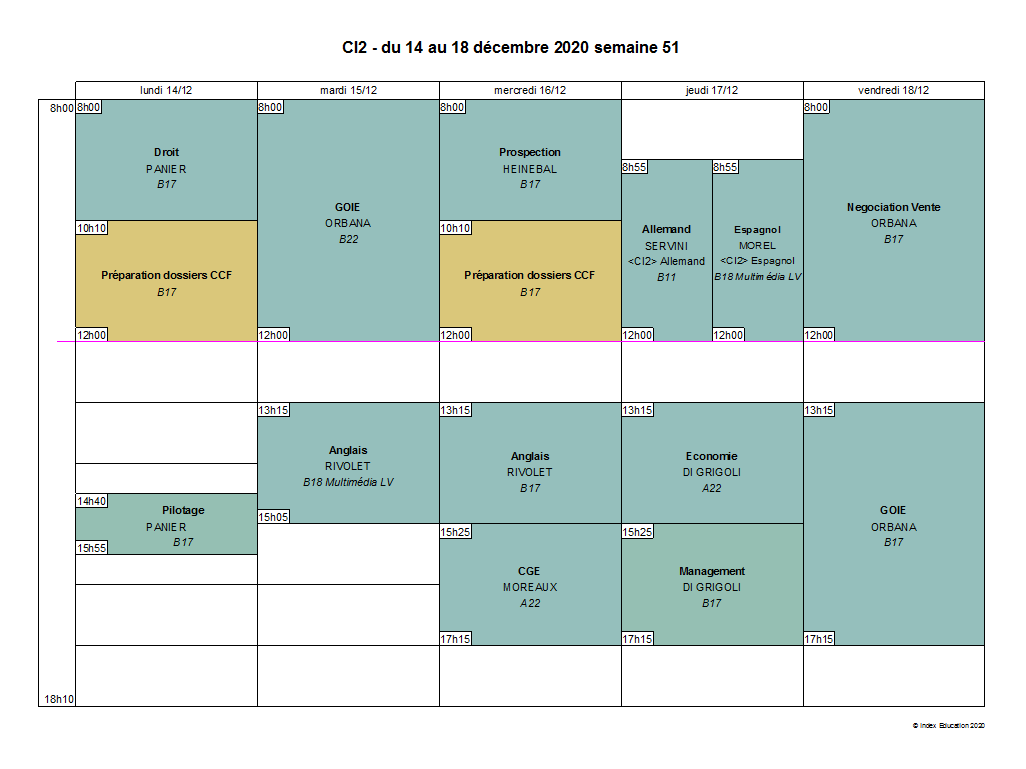 CI2 - du 14 au 18 décembre 2020 semaine 51
lundi 14/12
mardi 15/12
mercredi 16/12
jeudi 17/12
vendredi 18/12
8h00
8h00
Droit
PANIER
B17
10h10
Préparation dossiers CCF
B17
12h00
14h40
Pilotage
PANIER
B17
15h55
8h00
GOIE
ORBANA
B22
12h00
13h15
Anglais
RIVOLET
B18 Multimédia LV
15h05
8h00
Prospection
HEINEBAL
B17
10h10
Préparation dossiers CCF
B17
12h00
13h15
Anglais
RIVOLET
B17
15h25
CGE
MOREAUX
A22
17h15
8h55
Allemand
SERVINI
<CI2> Allemand
B11
12h00
8h55
Espagnol
MOREL
<CI2> Espagnol
B18 Multimédia LV
12h00
13h15
Economie
DI GRIGOLI
A22
15h25
Management
DI GRIGOLI
B17
17h15
8h00
Negociation Vente
ORBANA
B17
12h00
13h15
GOIE
ORBANA
B17
17h15
18h10
© Index Education 2020